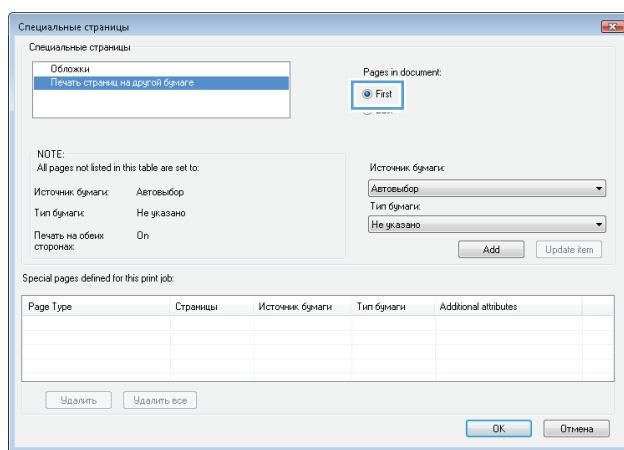 Специальные страницы
Специальные страницы
Обложки
Печать страниц на другой бумаге
Pages in document:
First
NOTE:
All pages not listed in this table are set to:
Источник бумаги: Автовыбор
Тип бумаги: Не указано
Печать на обеих сторонах: On
Источник бумаги:
Автовыбор
Тип бумаги:
Не указано
Add Update item
Special pages defined for this print job:
Page Type Страницы Источник бумаги Тип бумаги Additional attributes
Удалить Удалить все
OK Отмена